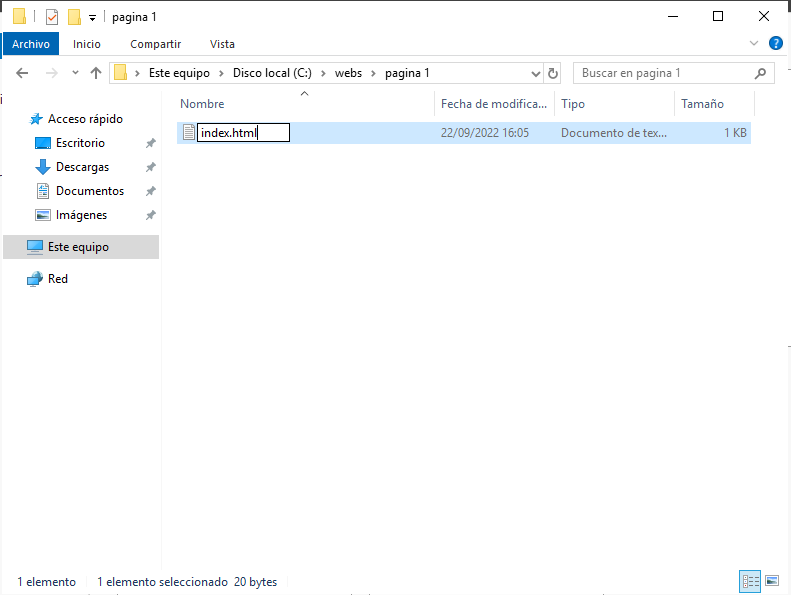 pagina 1
Archivo Inicio Compartir Vista
Este equipo Disco local (C:) webs pagina 1 Buscar en pagina 1
Nombre Fecha de modifica... Tipo Tamaño
index.html 22/09/2022 16:05 Documento de tex... 1 KB
Acceso rápido
Escritorio
Descargas
Documentos
Imágenes
Este equipo
Red
1 elemento 1 elemento seleccionado 20 bytes